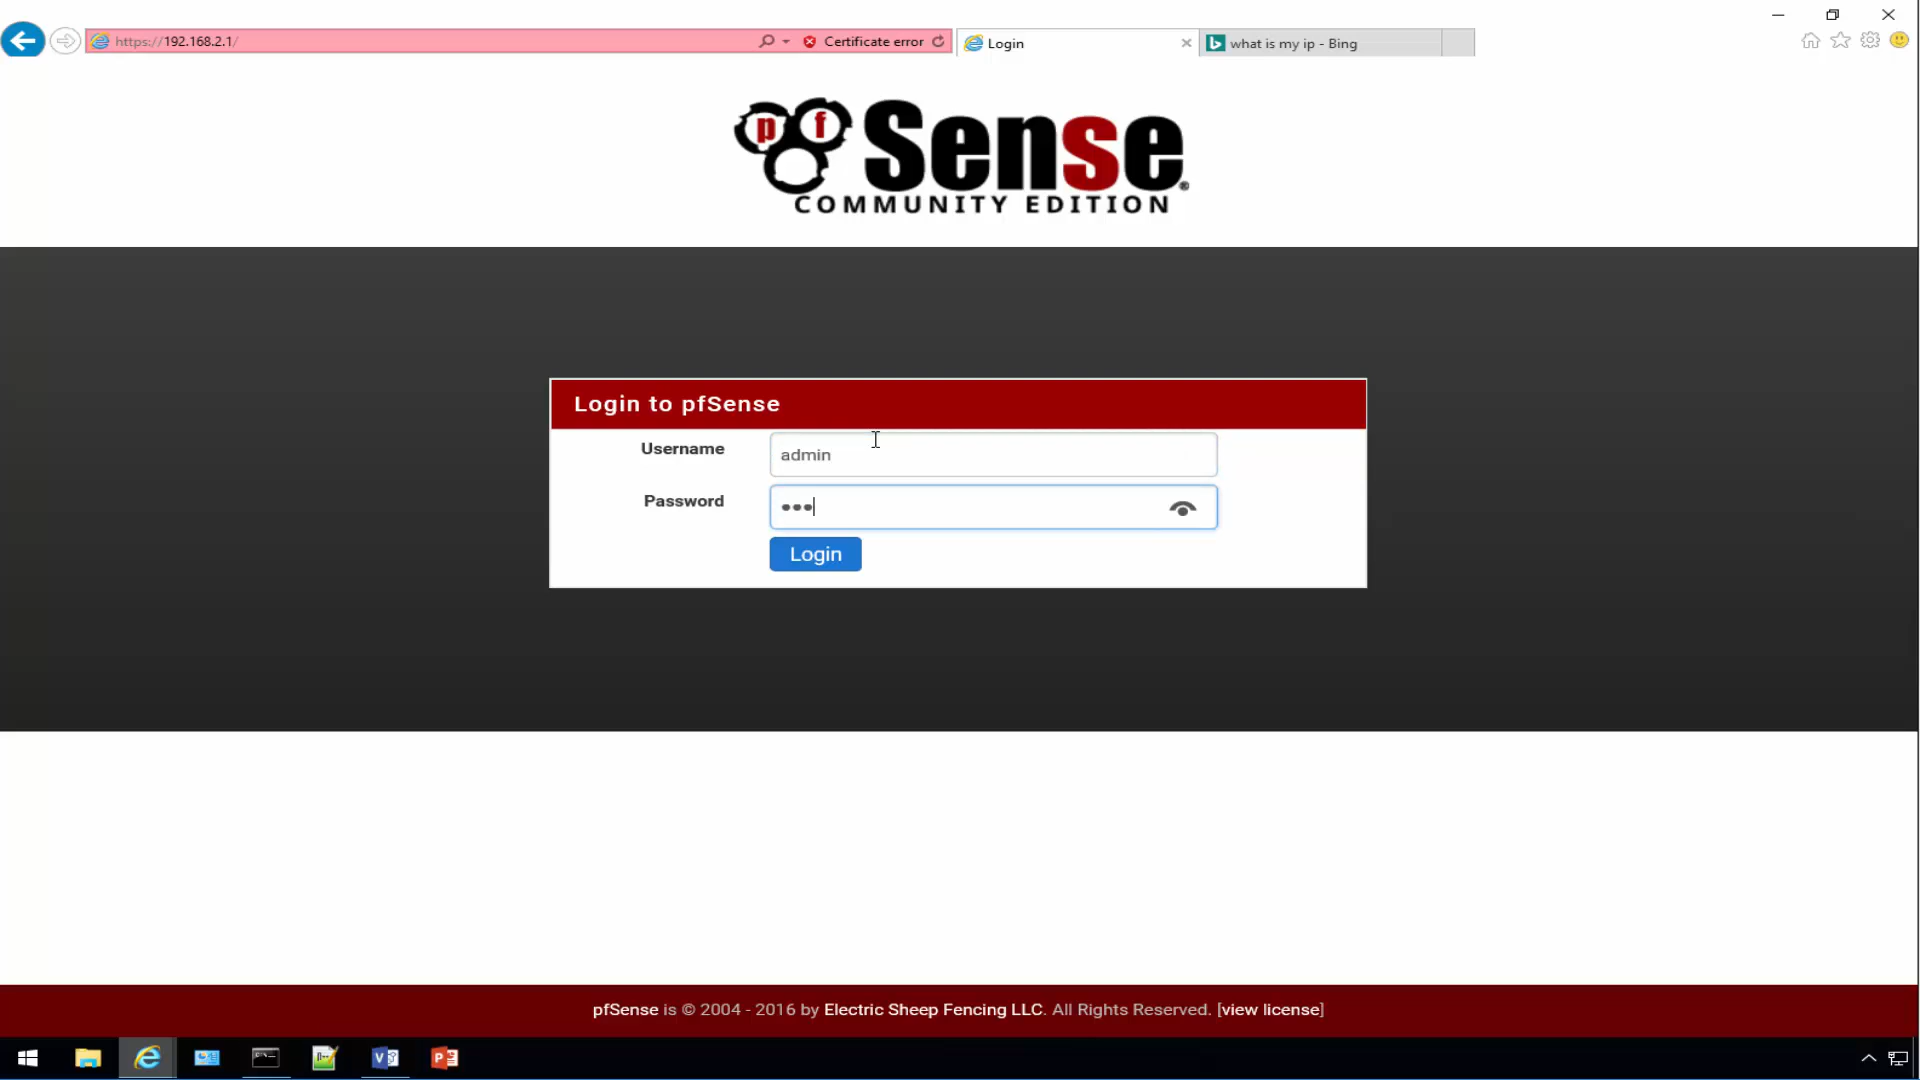 https://192.168.2.1/
Certificate error
Login
what is my ip - Bing
pf Sense
COMMUNITY EDITION
Login to pfSense
Username
admin
Password
Login
pfSense is © 2004 - 2016 by Electric Sheep Fencing LLC. All Rights Reserved. [view license]